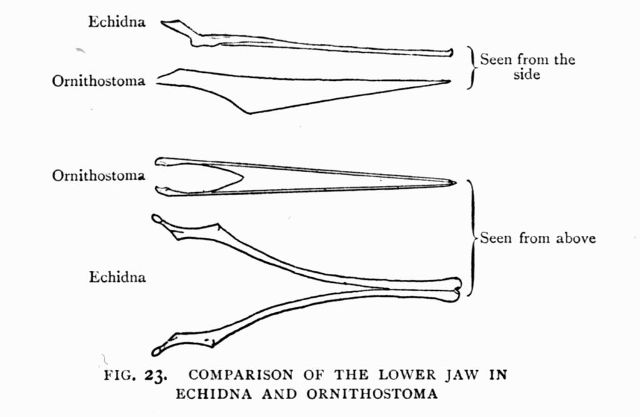 Echidna
Seen from the
side
Ornithostoma
Ornithostoma
Seen from above
Echidna
FIG. 23. COMPARISON OF THE LOWER JAW IN
ECHIDNA AND ORNITHOSTOMA